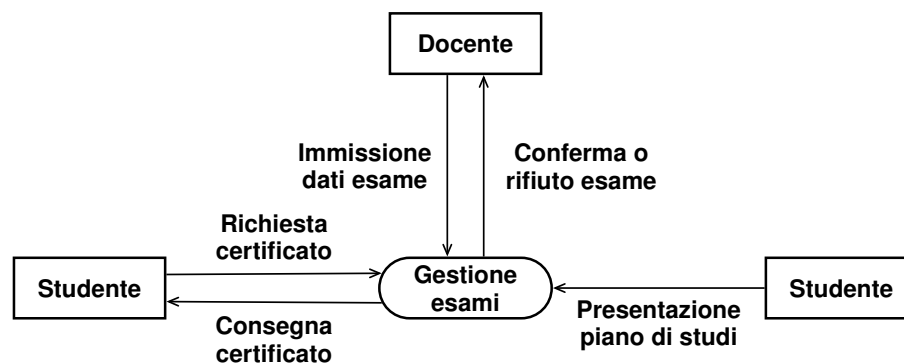 Docente
Immissione
dati esame
Conferma o
rifiuto esame
Richiesta
certificato
Studente
Gestione
esami
Studente
Consegna
certificato
Presentazione
piano di studi